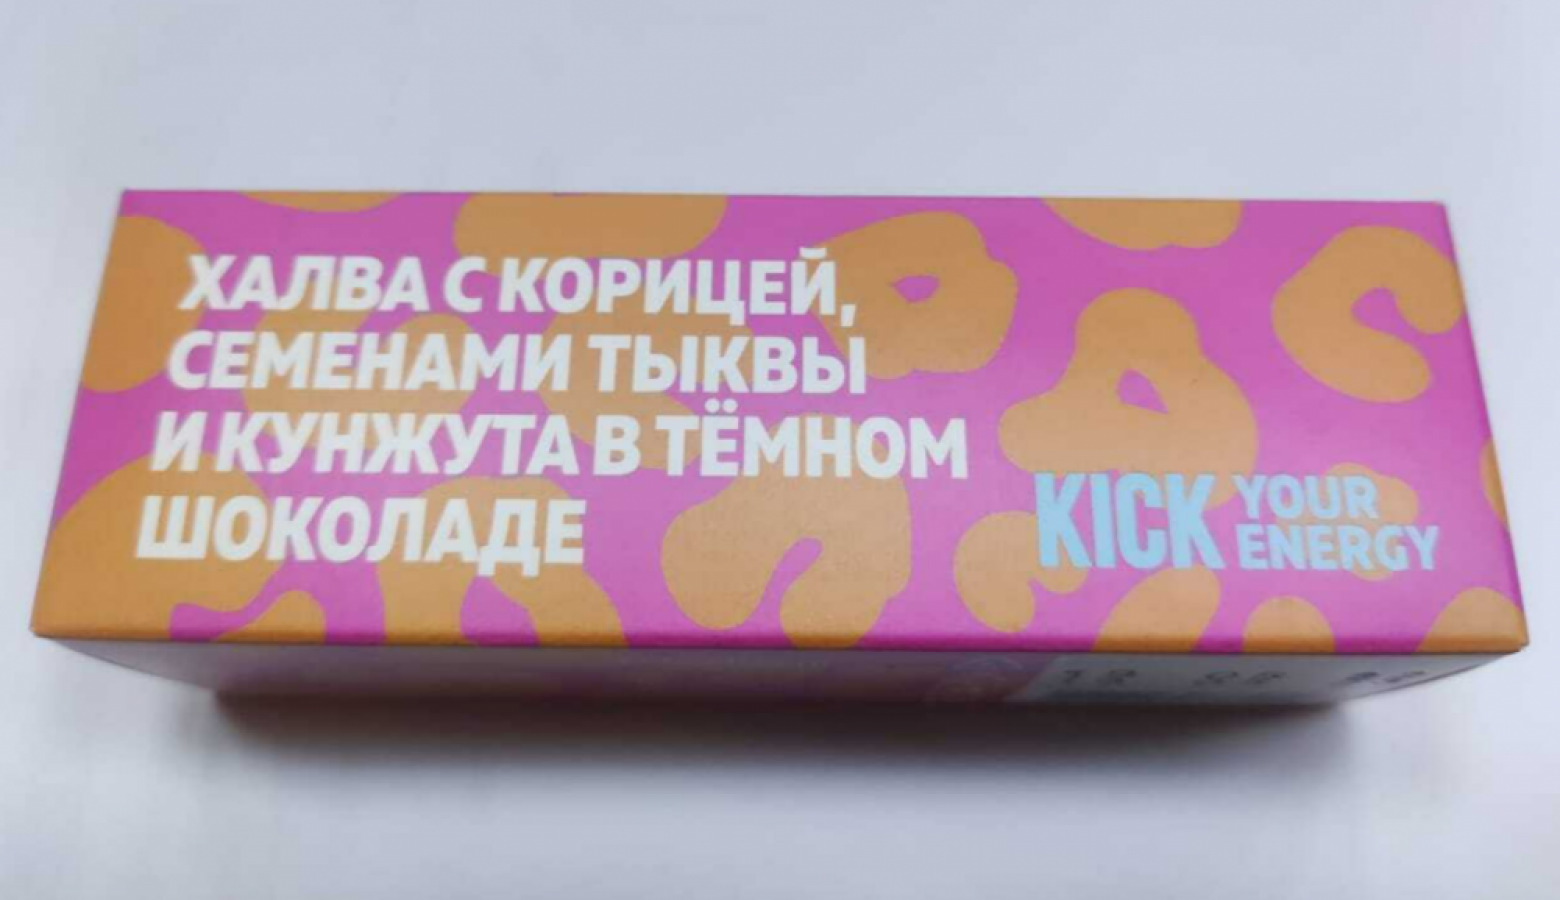 ХАЛВА С КОРИЦЕЙ,
СЕМЕНАМИ ТЫКВЫ
И КУНЖУТА В ТЁМНОМ
ШОКОЛАДЕ
KICK YOUR
ENERGY